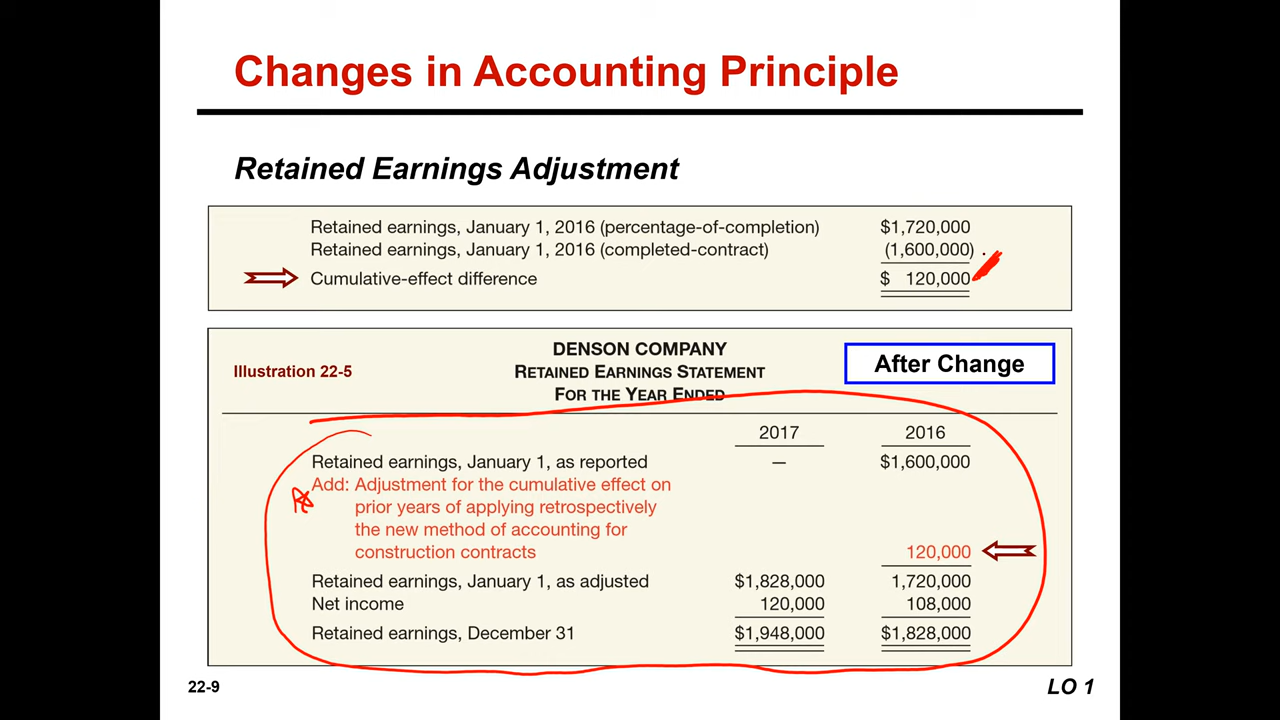 Changes in Accounting Principle
Retained Earnings Adjustment
Retained earnings, January 1, 2016 (percentage-of-completion) $1,720,000
Retained earnings, January 1, 2016 (completed-contract) (1,600,000)
Cumulative-effect difference $ 120,000
DENSON COMPANY
Illustration 22-5 RETAINED EARNINGS STATEMENT After Change
FOR THE YEAR ENDED
2017 2016
Retained earnings, January 1, as reported — $1,600,000
Add: Adjustment for the cumulative effect on
prior years of applying retrospectively
the new method of accounting for
construction contracts 120,000
Retained earnings, January 1, as adjusted $1,828,000 1,720,000
Net income 120,000 108,000
Retained earnings, December 31 $1,948,000 $1,828,000
22-9 LO 1